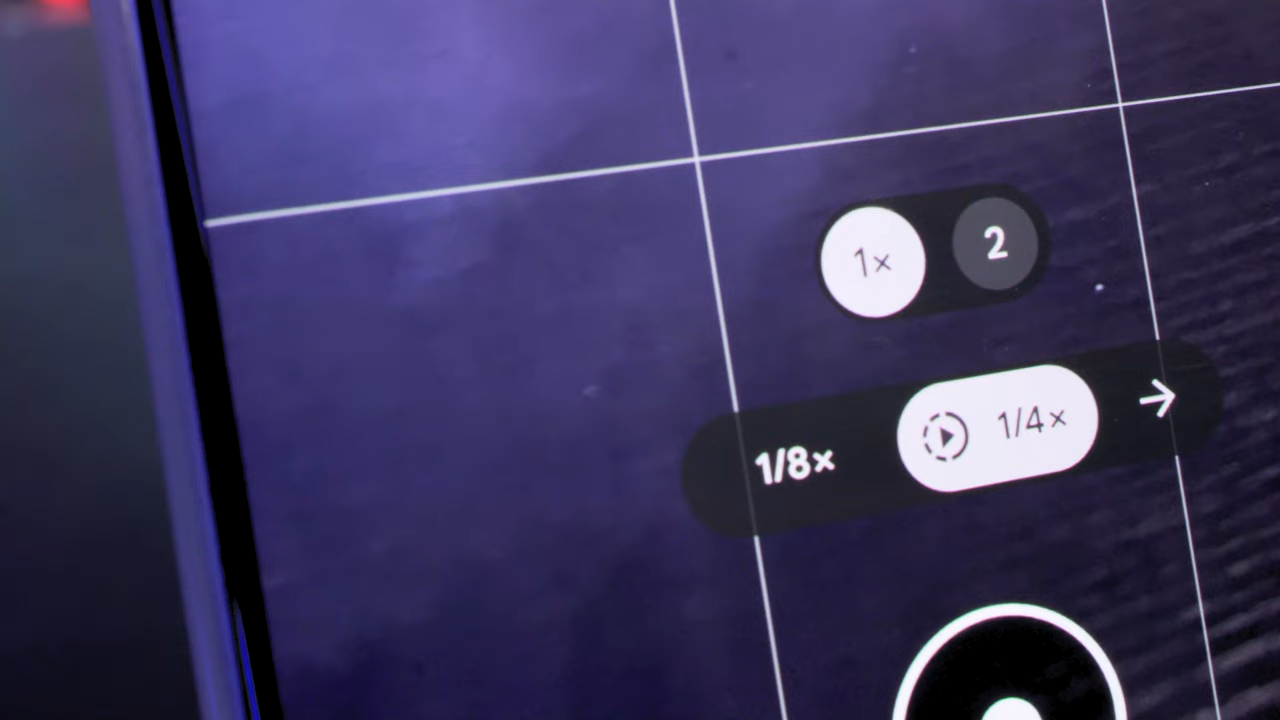 1× 2
1/8× 1/4× →